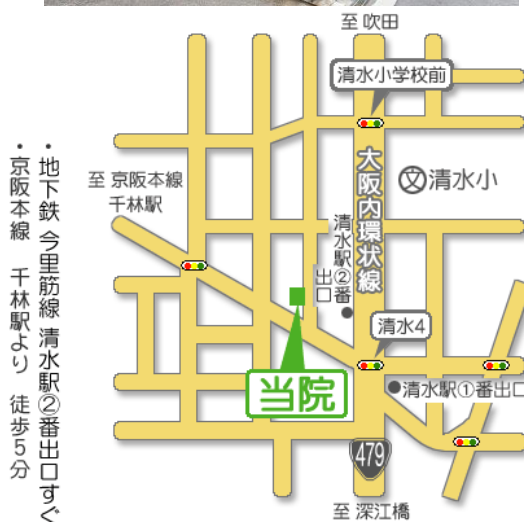 ・地下鉄 今里筋線 清水駅②番出口すぐ
・京阪本線 千林駅より 徒歩5分
至 吹田
清水小学校前
大阪内環状線
文清水小
至 京阪本線
千林駅
清水駅②番
出口
清水4
当院
清水駅①番出口
479
至 深江橋